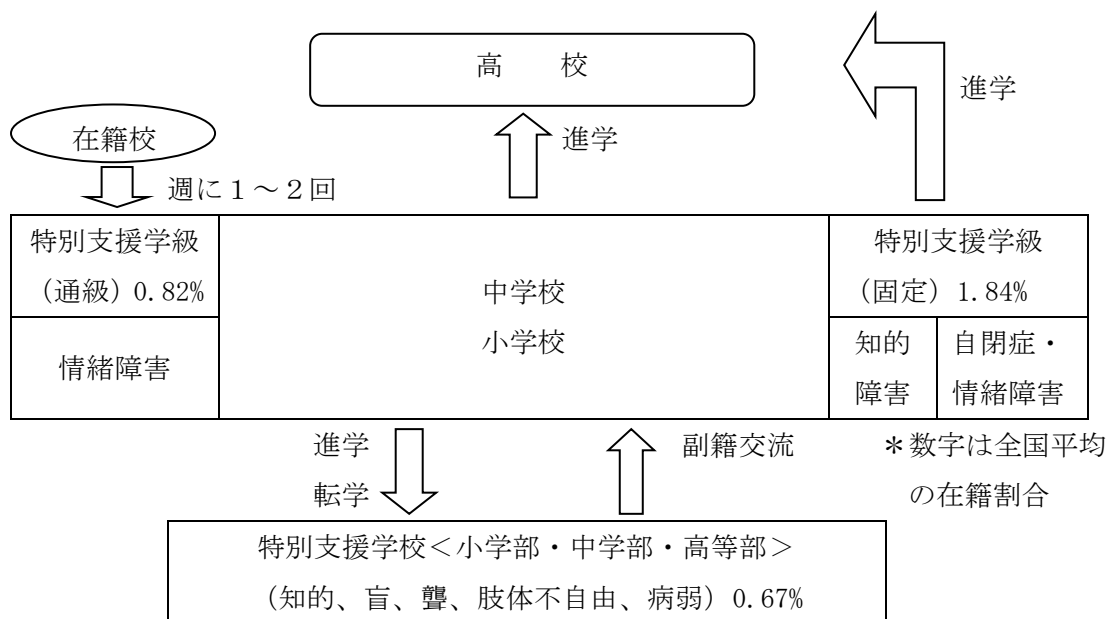 高　校
進学
在籍校
進学
週に１～２回
特別支援学級
（通級）0.82%
情緒障害
中学校
小学校
特別支援学級
（固定）1.84%
知的
障害
自閉症・
情緒障害
進学
転学
副籍交流
＊数字は全国平均
の在籍割合
特別支援学校＜小学部・中学部・高等部＞
（知的、盲、聾、肢体不自由、病弱）0.67%